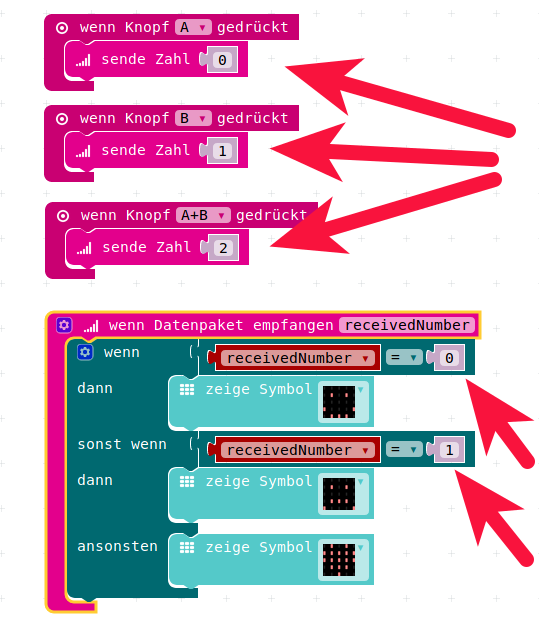 wenn Knopf A gedrückt
sende Zahl 0
wenn Knopf B gedrückt
sende Zahl 1
wenn Knopf A+B gedrückt
sende Zahl 2
wenn Datenpaket empfangen receivedNumber
wenn receivedNumber = 0
dann zeige Symbol
sonst wenn receivedNumber = 1
dann zeige Symbol
ansonsten zeige Symbol